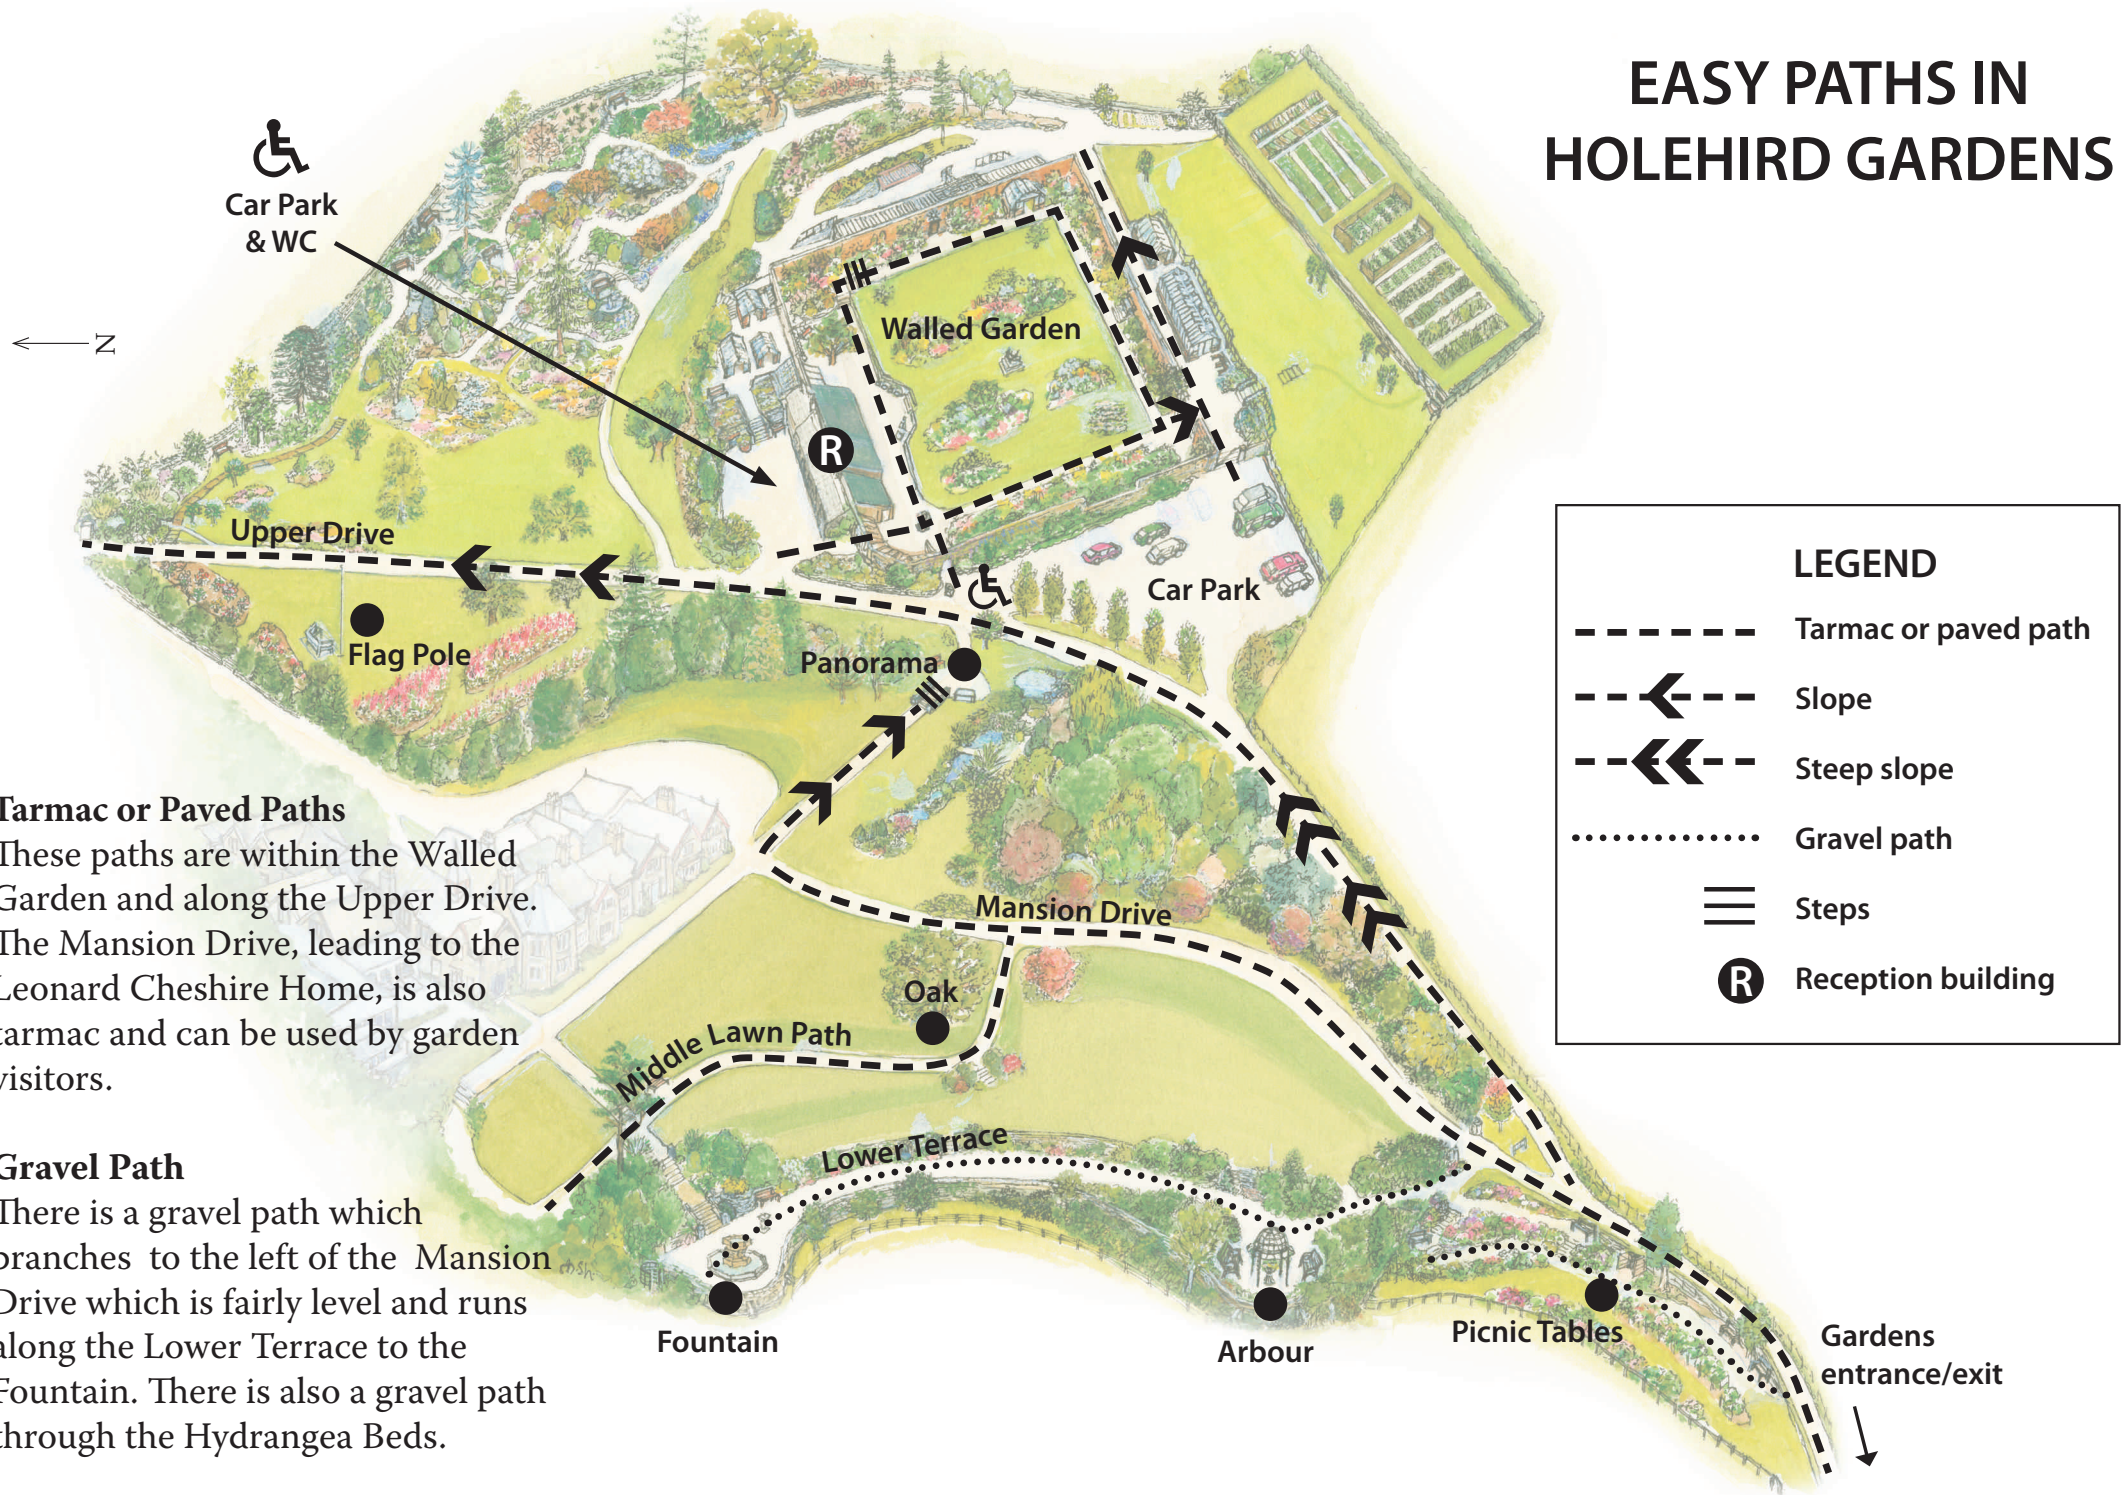 EASY PATHS IN
HOLEHIRD GARDENS
Car Park
& WC
N
Walled Garden
R
Upper Drive
Flag Pole
Car Park
Panorama
Mansion Drive
Oak
Middle Lawn Path
Lower Terrace
Fountain
Arbour
Picnic Tables
Gardens
entrance/exit
LEGEND
Tarmac or paved path
Slope
Steep slope
Gravel path
Steps
R Reception building
Tarmac or Paved Paths
These paths are within the Walled
Garden and along the Upper Drive.
The Mansion Drive, leading to the
Leonard Cheshire Home, is also
tarmac and can be used by garden
visitors.
Gravel Path
There is a gravel path which
branches to the left of the Mansion
Drive which is fairly level and runs
along the Lower Terrace to the
Fountain. There is also a gravel path
through the Hydrangea Beds.